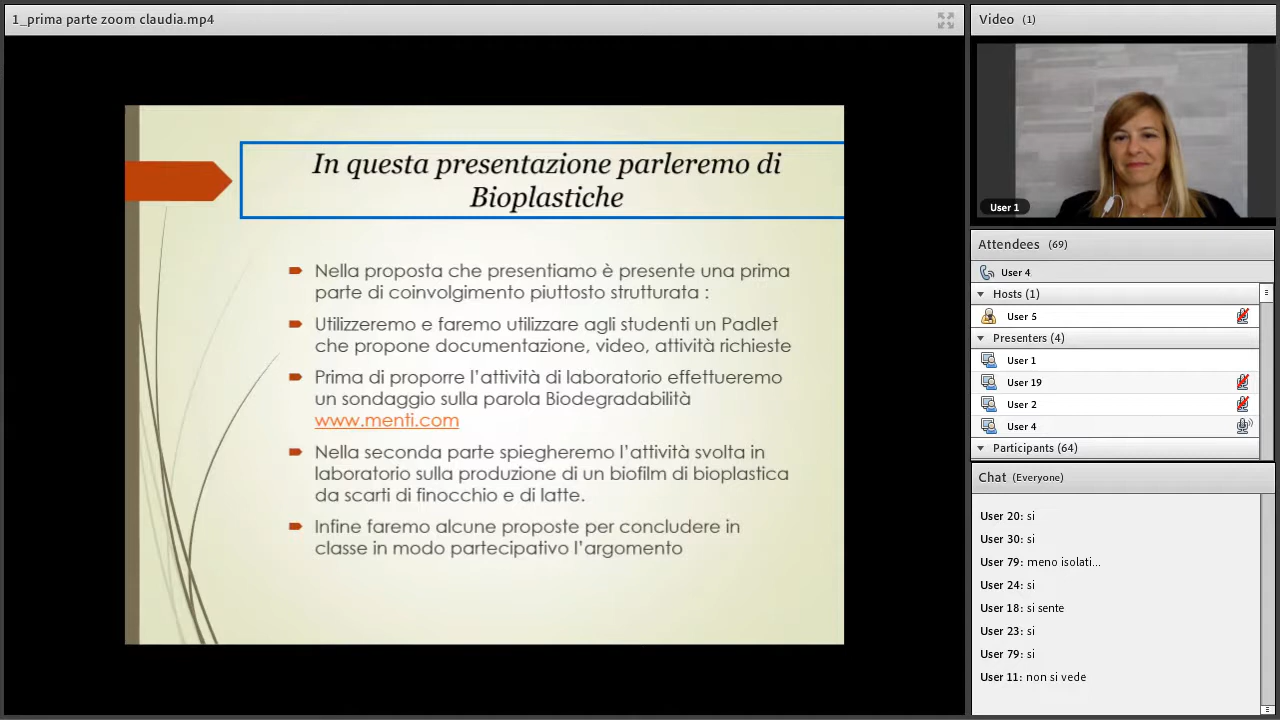 1_prima parte zoom claudia.mp4
In questa presentazione parleremo di
Bioplastiche
Nella proposta che presentiamo è presente una prima
parte di coinvolgimento piuttosto strutturata :
Utilizzeremo e faremo utilizzare agli studenti un Padlet
che propone documentazione, video, attività richieste
Prima di proporre l'attività di laboratorio effettueremo
un sondaggio sulla parola Biodegradabilità
www.menti.com
Nella seconda parte spiegheremo l'attività svolta in
laboratorio sulla produzione di un biofilm di bioplastica
da scarti di finocchio e di latte.
Infine faremo alcune proposte per concludere in
classe in modo partecipativo l'argomento
Video (1)
User 1
Attendees (69)
User 4
Hosts (1)
User 5
Presenters (4)
User 1
User 19
User 2
User 4
Participants (64)
Chat (Everyone)
User 20: si
User 30: si
User 79: meno isolati...
User 24: si
User 18: si sente
User 23: si
User 79: si
User 11: non si vede